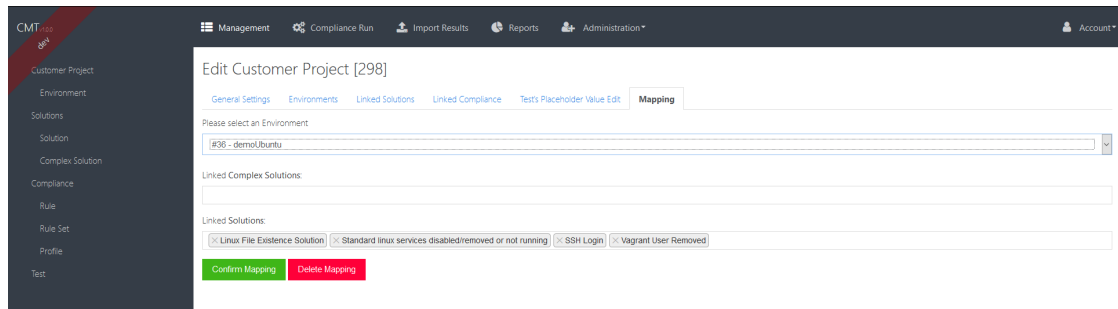 CMT v100
dev
Management Compliance Run Import Results Reports Administration Account
Customer Project
Environment
Solutions
Solution
Complex Solution
Compliance
Rule
Rule Set
Profile
Test
Edit Customer Project [298]
General Settings Environments Linked Solutions Linked Compliance Test's Placeholder Value Edit Mapping
Please select an Environment
#36 - demoUbuntu
Linked Complex Solutions:
Linked Solutions:
× Linux File Existence Solution × Standard linux services disabled/removed or not running × SSH Login × Vagrant User Removed
Confirm Mapping Delete Mapping